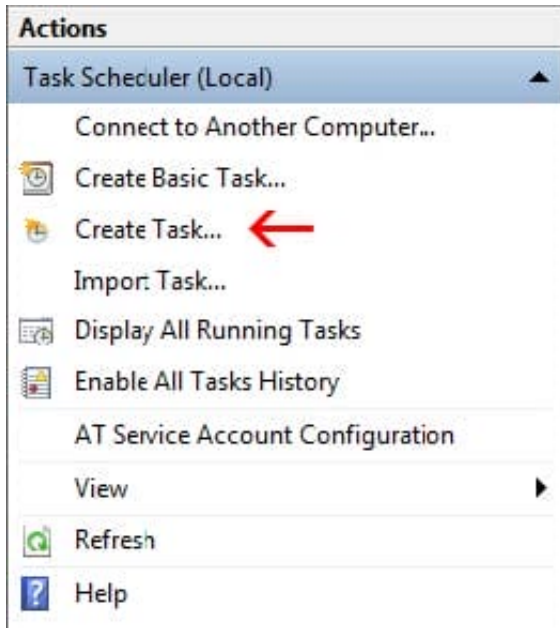 Actions
Task Scheduler (Local)
Connect to Another Computer...
Create Basic Task...
Create Task...
Import Task...
Display All Running Tasks
Enable All Tasks History
AT Service Account Configuration
View
Refresh
Help